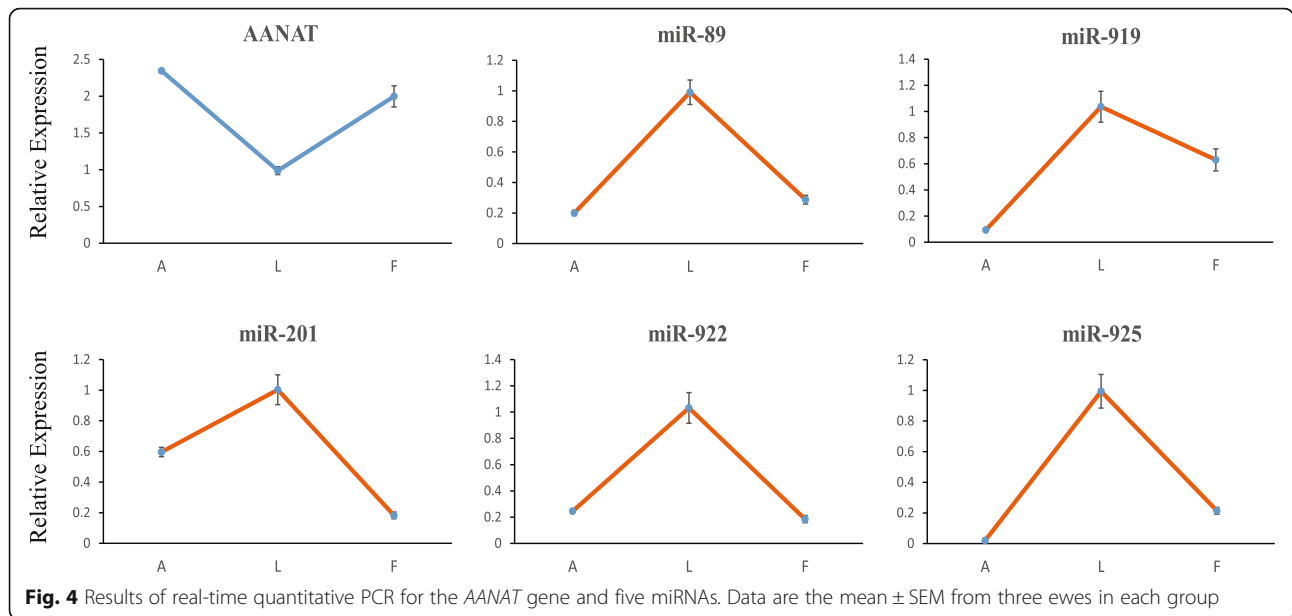 AANAT
miR-89
miR-919
Relative Expression
2.5
2
1.5
1
0.5
0
A L F
1.2
1
0.8
0.6
0.4
0.2
0
A L F
1.4
1.2
1
0.8
0.6
0.4
0.2
0
A L F
miR-201
miR-922
miR-925
Relative Expression
1.2
1
0.8
0.6
0.4
0.2
0
A L F
1.4
1.2
1
0.8
0.6
0.4
0.2
0
A L F
1.2
1
0.8
0.6
0.4
0.2
0
A L F
Fig. 4 Results of real-time quantitative PCR for the AANAT gene and five miRNAs. Data are the mean ± SEM from three ewes in each group